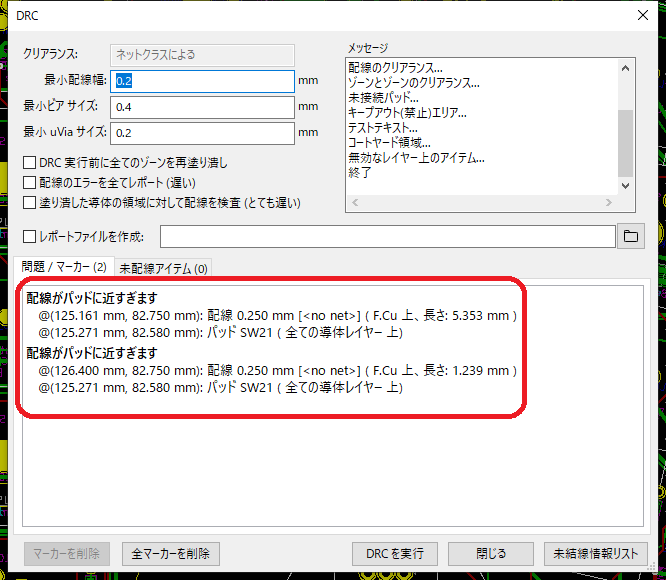 DRC
クリアランス:
ネットクラスによる
最小配線幅:
0.2
mm
最小ビア サイズ:
0.4
mm
最小 uVia サイズ:
0.2
mm
DRC 実行前に全てのゾーンを再塗り潰し
配線のエラーを全てレポート (遅い)
塗り潰した導体の領域に対して配線を検査 (とても遅い)
メッセージ
配線のクリアランス...
ゾーンとゾーンのクリアランス...
未接続パッド...
キープアウト(禁止)エリア...
テストテキスト...
コートヤード領域...
無効なレイヤー上のアイテム...
終了
レポートファイルを作成:
問題 / マーカー (2)
未配線アイテム (0)
配線がパッドに近すぎます
@(125.161 mm, 82.750 mm): 配線 0.250 mm [<no net>] ( F.Cu 上、長さ: 5.353 mm )
@(125.271 mm, 82.580 mm): パッド SW21 ( 全ての導体レイヤー 上)
配線がパッドに近すぎます
@(126.400 mm, 82.750 mm): 配線 0.250 mm [<no net>] ( F.Cu 上、長さ: 1.239 mm )
@(125.271 mm, 82.580 mm): パッド SW21 ( 全ての導体レイヤー 上)
マーカーを削除
全マーカーを削除
DRC を実行
閉じる
未結線情報リスト